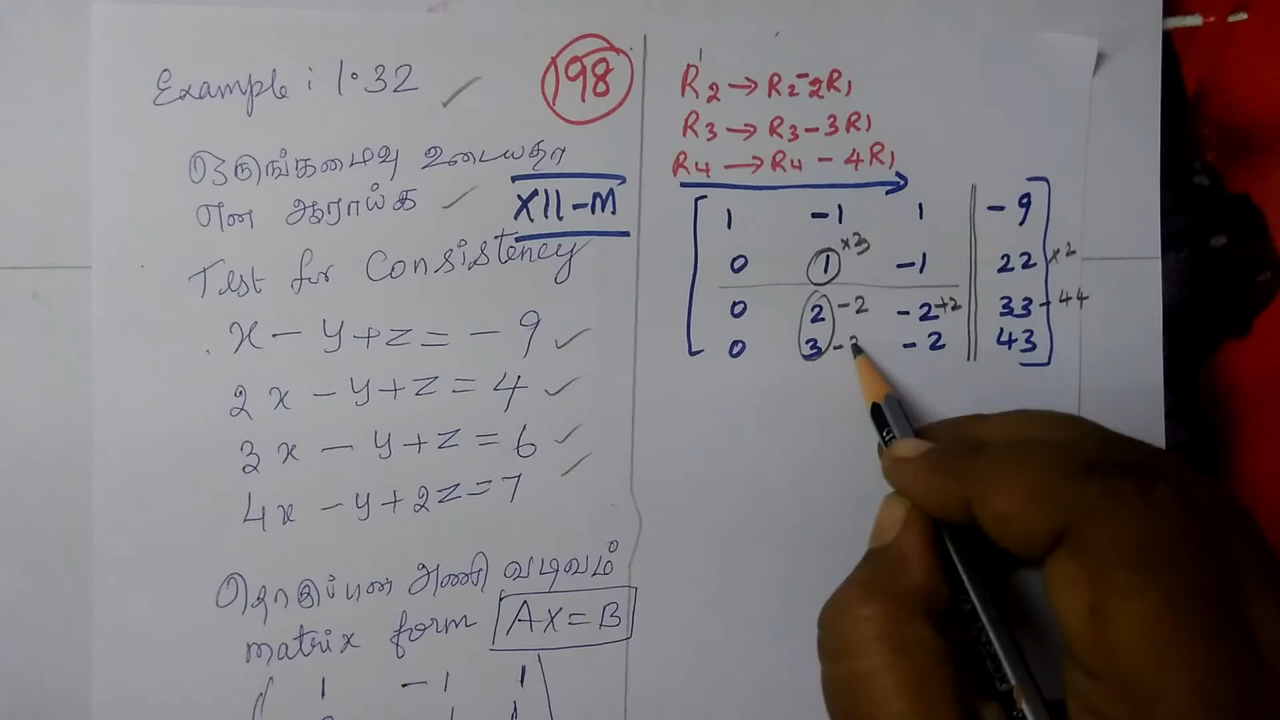 Example : 1.32
198
ஒருங்கமைவு உடையதா
என ஆராய்க
XII-M
Test for Consistency
x - y + z = - 9
2x - y + z = 4
3x - y + z = 6
4x - y + 2z = 7
அணி வடிவம்
matrix form AX = B
1 -1 1
R2 → R2 - 2R1
R3 → R3 - 3R1
R4 → R4 - 4R1
1 -1 1 -9
0 1 ×3 -1 22 ×2
0 2 -2 -2 +2 33 - 44
0 3 - -2 43